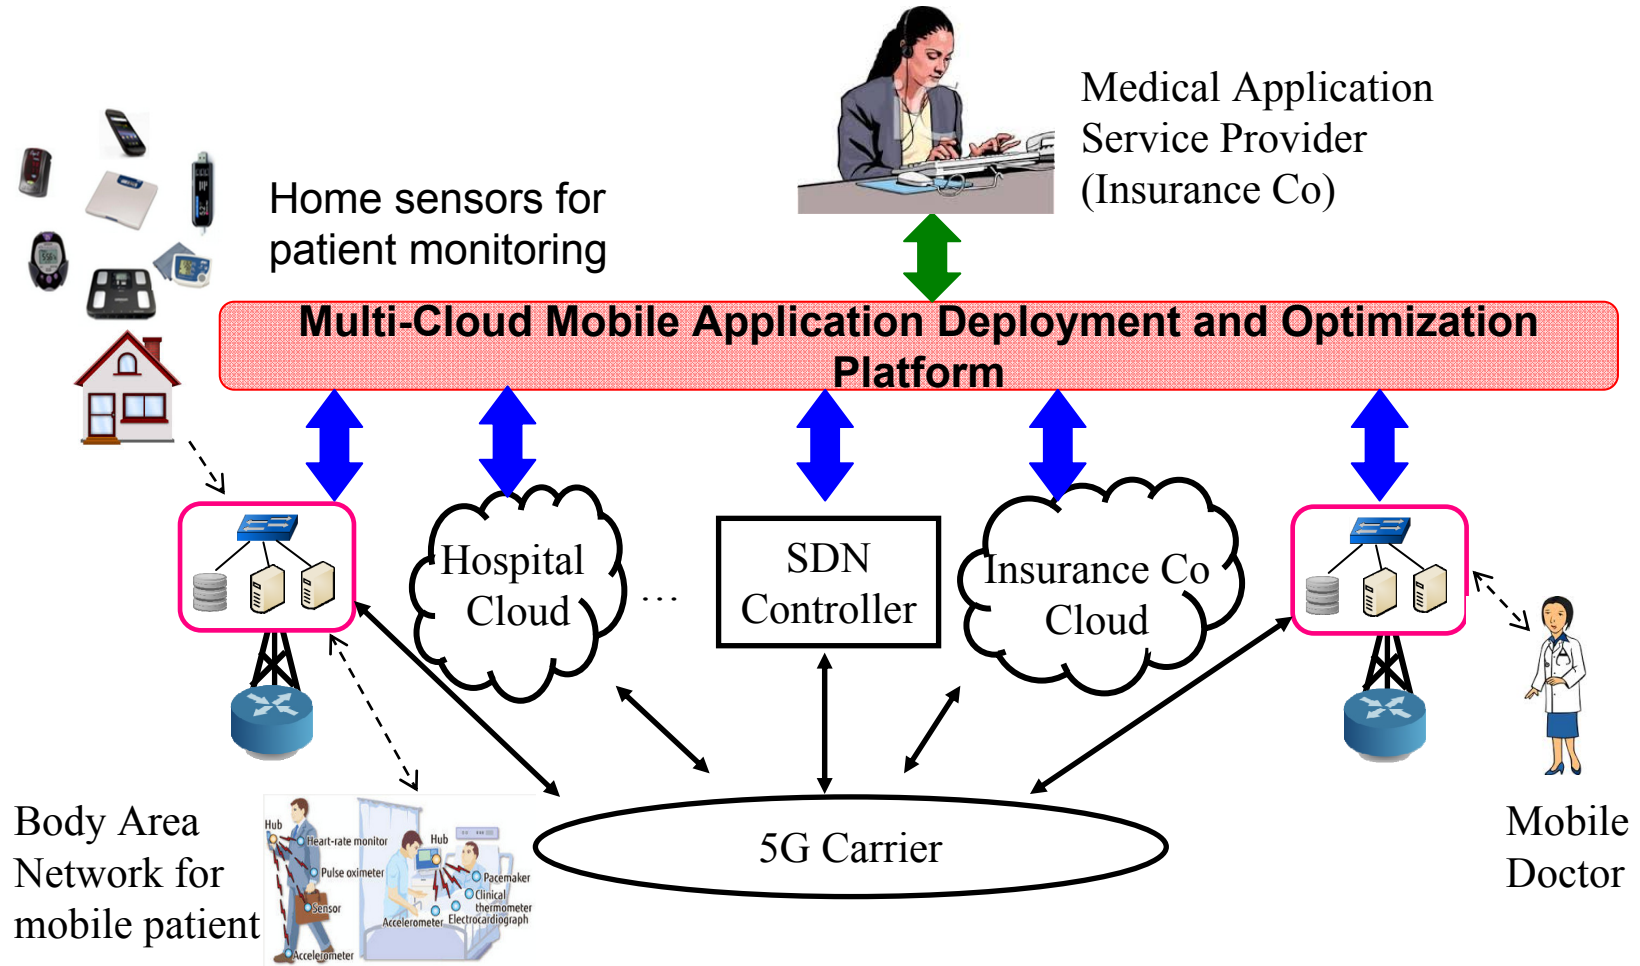 Medical Application
Service Provider
(Insurance Co)
Home sensors for
patient monitoring
Multi-Cloud Mobile Application Deployment and Optimization
Platform
Hospital
Cloud
...
SDN
Controller
Insurance Co
Cloud
5G Carrier
Mobile
Doctor
Body Area
Network for
mobile patient
Hub
Heart-rate monitor
Pulse oximeter
Sensor
Accelerometer
Hub
Pacemaker
Clinical
thermometer
Accelerometer
Electrocardiograph